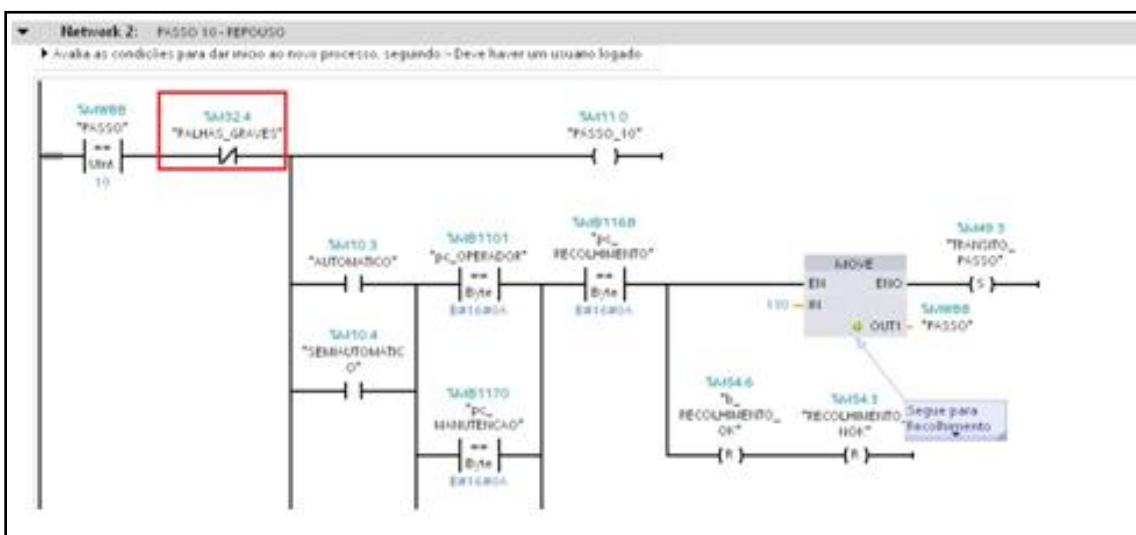 Network 2: PASSO 10 - REPOUSO
Avalia as condições para dar inicio ao novo processo, seguindo: - Deve haver um usuario logado
%MW88
"PASSO"
==
UInt
10
%M32.4
"FALHAS_GRAVES"
%M11.0
"PASSO_10"
%M10.3
"AUTOMATICO"
%MB1101
"pc_OPERADOR"
==
Byte
B#16#0A
%MB1168
"pc_
RECOLHIMENTO"
==
Byte
B#16#0A
MOVE
EN
ENO
IN
OUT1
%M49.3
"TRANSITO_
PASSO"
S
%MW88
"PASSO"
%M10.4
"SEMIAUTOMATIC
O"
%MB1170
"pc_
MANUTENCAO"
==
Byte
B#16#0A
%M54.6
"b_
RECOLHIMENTO_
OK"
R
"RECOLHIMENTO_
NOK"
R
Segue para
Recolhimento